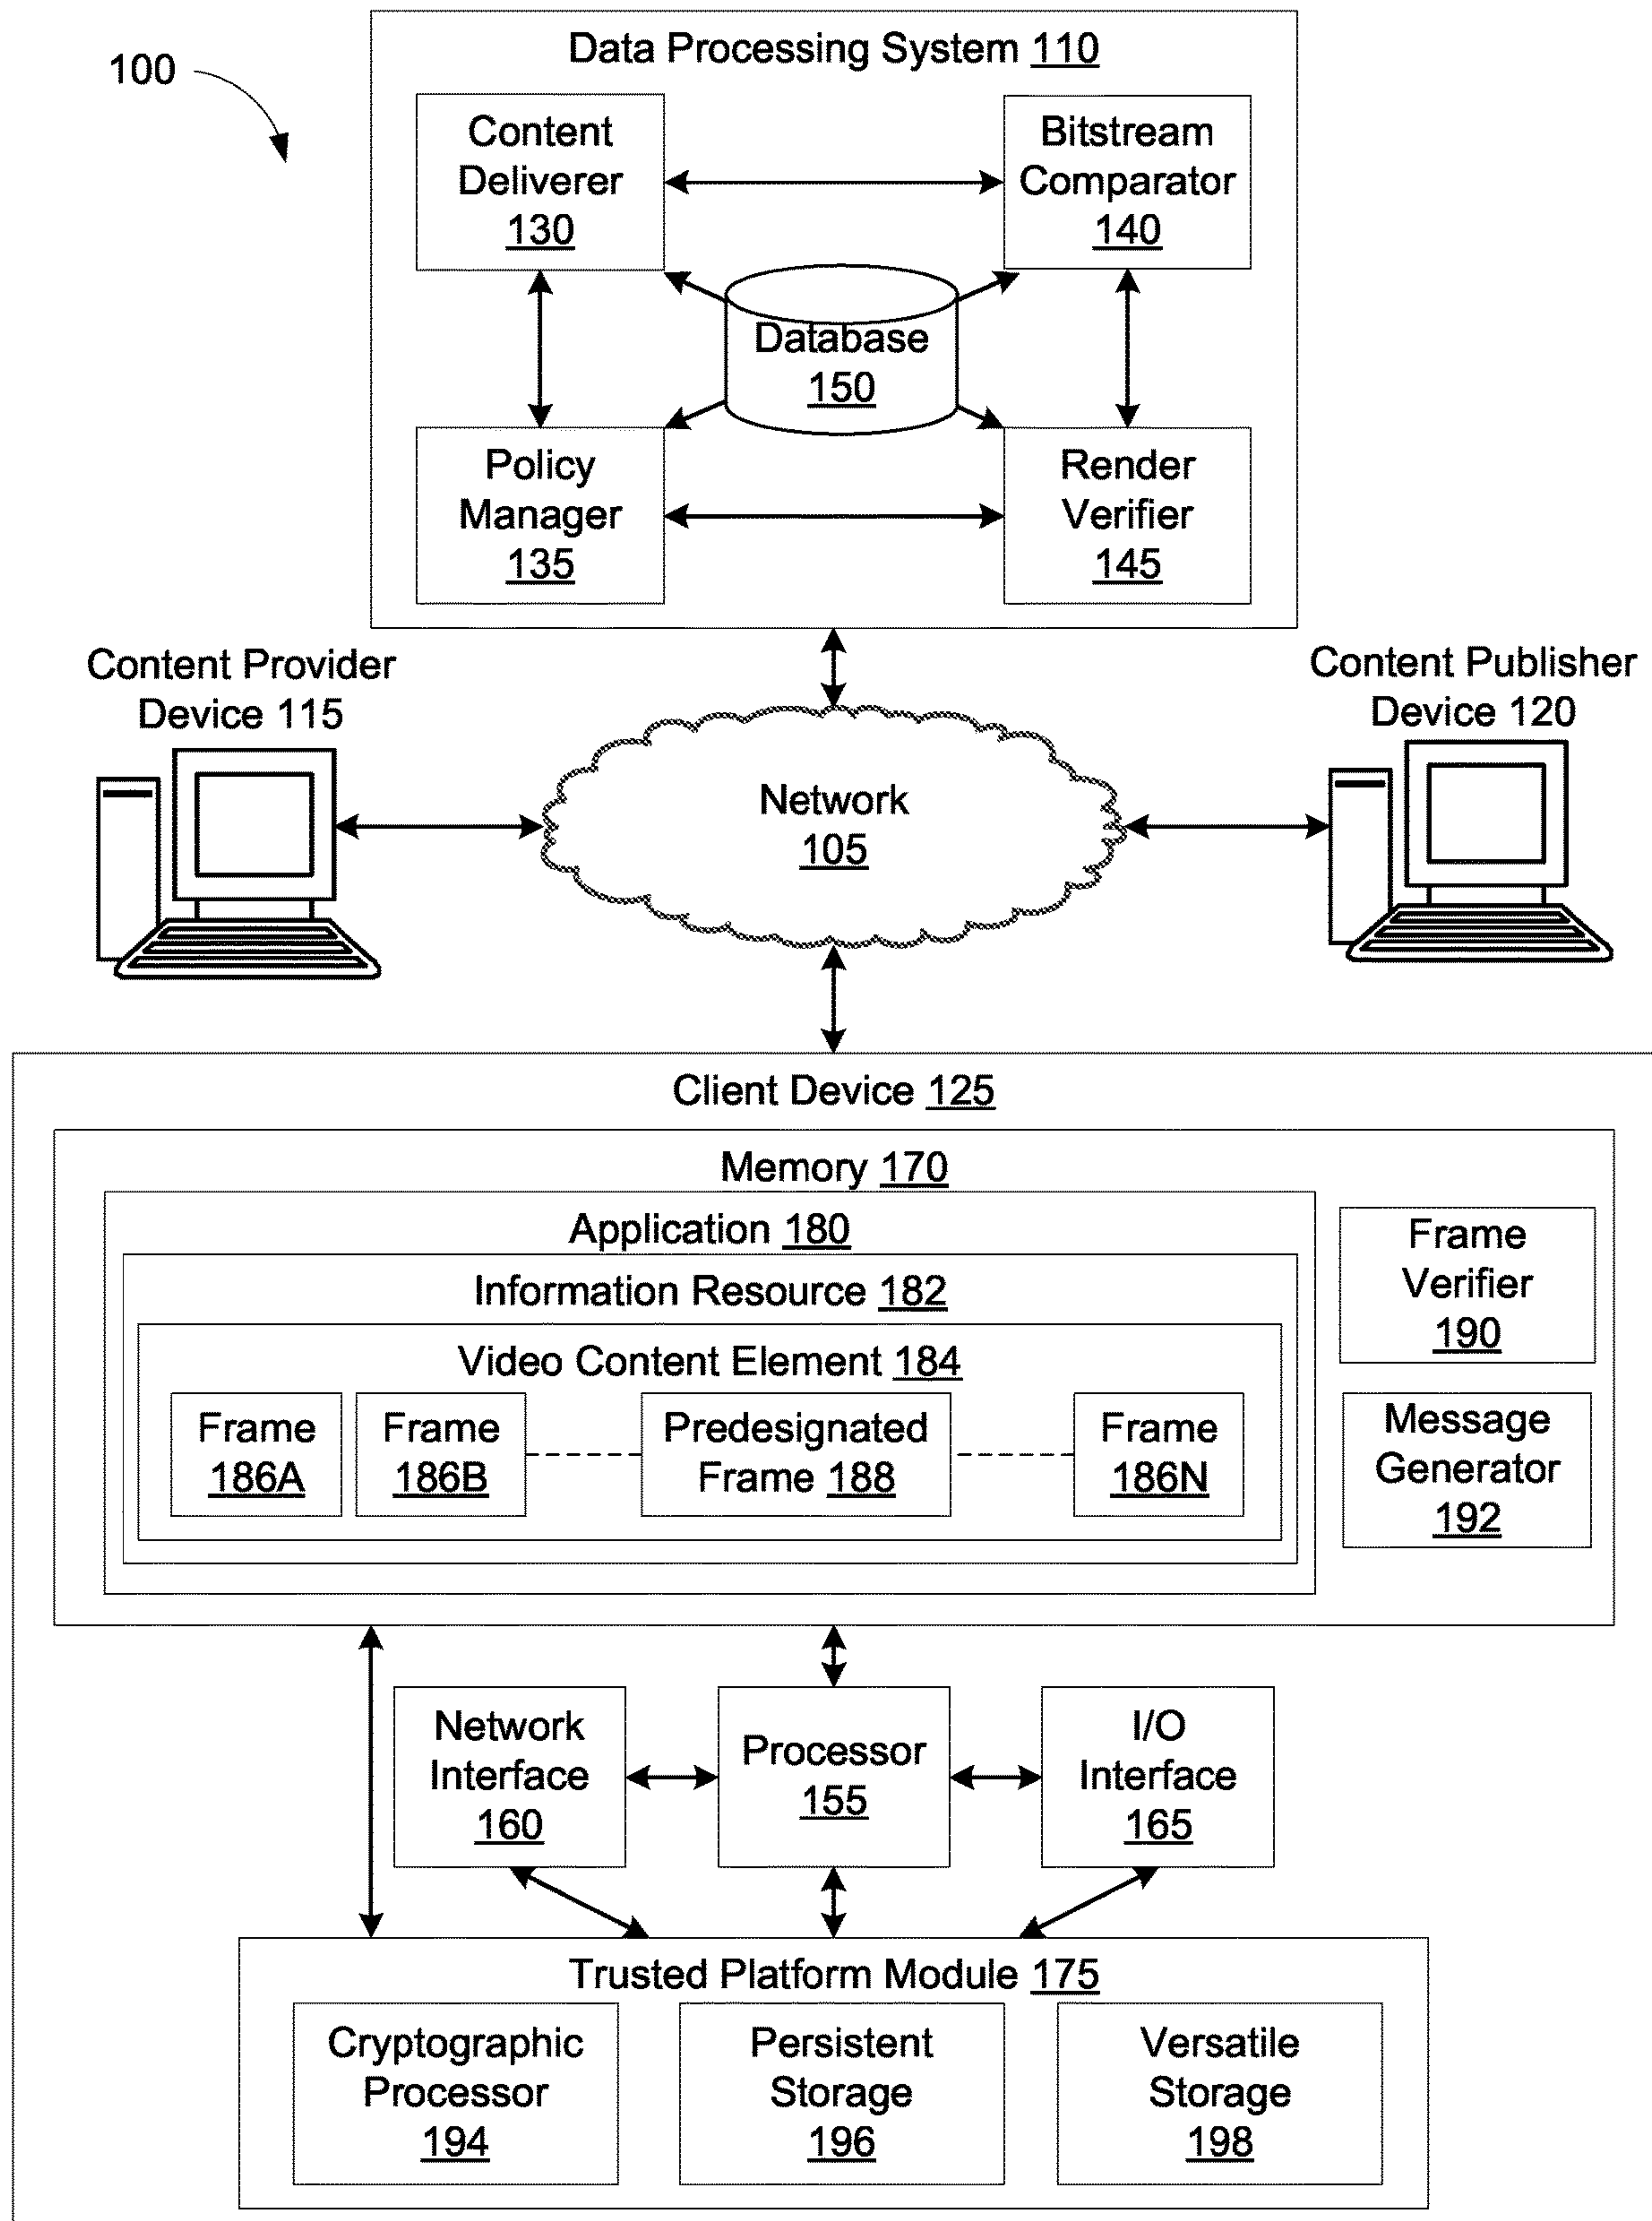 100
Data Processing System 110
Content
Deliverer
130
Bitstream
Comparator
140
Database
150
Policy
Manager
135
Render
Verifier
145
Content Provider
Device 115
Content Publisher
Device 120
Network
105
Client Device 125
Memory 170
Application 180
Information Resource 182
Video Content Element 184
Frame
186A
Frame
186B
Predesignated
Frame 188
Frame
186N
Frame
Verifier
190
Message
Generator
192
Network
Interface
160
Processor
155
I/O
Interface
165
Trusted Platform Module 175
Cryptographic
Processor
194
Persistent
Storage
196
Versatile
Storage
198